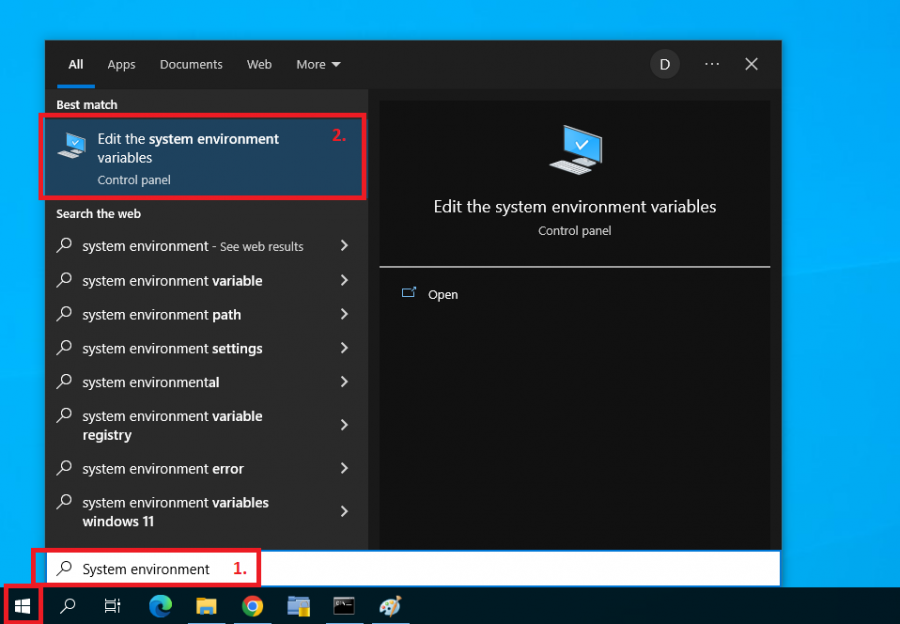 All Apps Documents Web More D ...
Best match
Edit the system environment
variables
Control panel
2.
Search the web
system environment - See web results
system environment variable
system environment path
system environment settings
system environmental
system environment variable
registry
system environment error
system environment variables
windows 11
Edit the system environment variables
Control panel
Open
System environment 1.